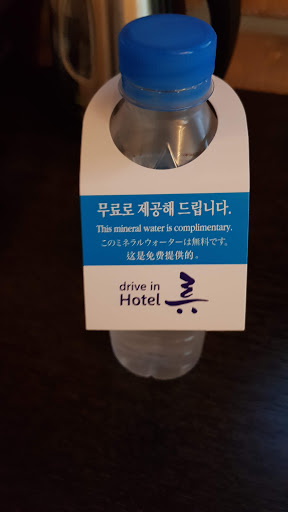 무료로 제공해 드립니다.
This mineral water is complimentary.
このミネラルウォーターは無料です。
这是免费提供的。
drive in
Hotel